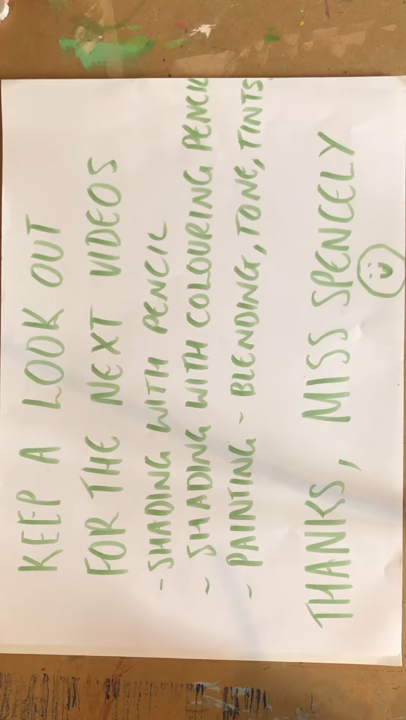 KEEP A LOOK OUT
FOR THE NEXT VIDEOS
- SHADING WITH PENCIL
- SHADING WITH COLOURING PENCIL
- PAINTING - BLENDING, TONE, TINTS
THANKS, MISS SPENCELY